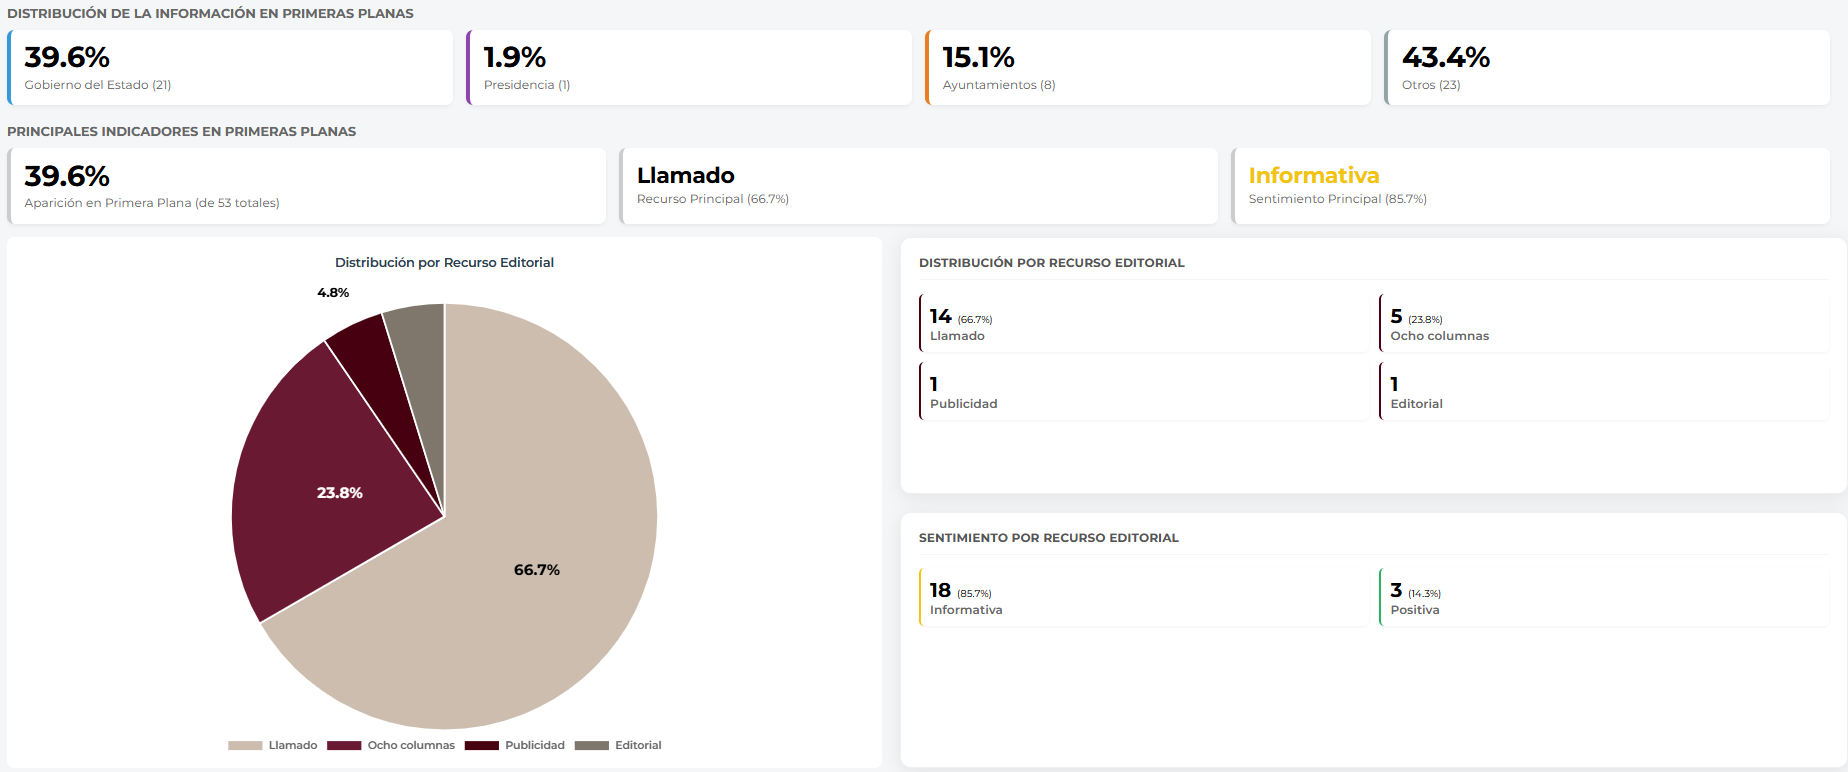 DISTRIBUCIÓN DE LA INFORMACIÓN EN PRIMERAS PLANAS
39.6%
Gobierno del Estado (21)
1.9%
Presidencia (1)
15.1%
Ayuntamientos (8)
43.4%
Otros (23)
PRINCIPALES INDICADORES EN PRIMERAS PLANAS
39.6%
Aparición en Primera Plana (de 53 totales)
Llamado
Recurso Principal (66.7%)
Informativa
Sentimiento Principal (85.7%)
Distribución por Recurso Editorial
4.8%
23.8%
66.7%
Llamado
Ocho columnas
Publicidad
Editorial
DISTRIBUCIÓN POR RECURSO EDITORIAL
14 (66.7%)
Llamado
5 (23.8%)
Ocho columnas
1
Publicidad
1
Editorial
SENTIMIENTO POR RECURSO EDITORIAL
18 (85.7%)
Informativa
3 (14.3%)
Positiva